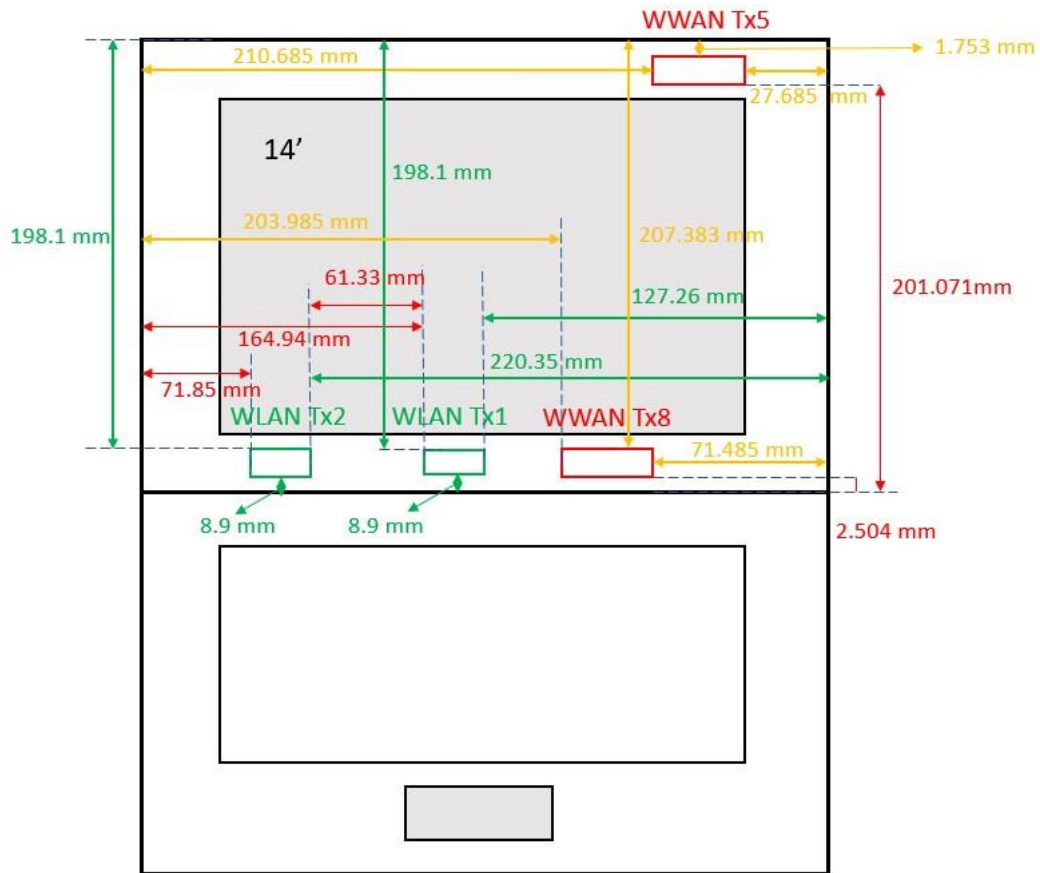 WWAN Tx5
1.753 mm
210.685 mm
27.685 mm
14’
198.1 mm
203.985 mm
207.383 mm
198.1 mm
61.33 mm
201.071mm
127.26 mm
164.94 mm
220.35 mm
71.85 mm
WLAN Tx2 WLAN Tx1 WWAN Tx8
71.485 mm
8.9 mm 8.9 mm
2.504 mm